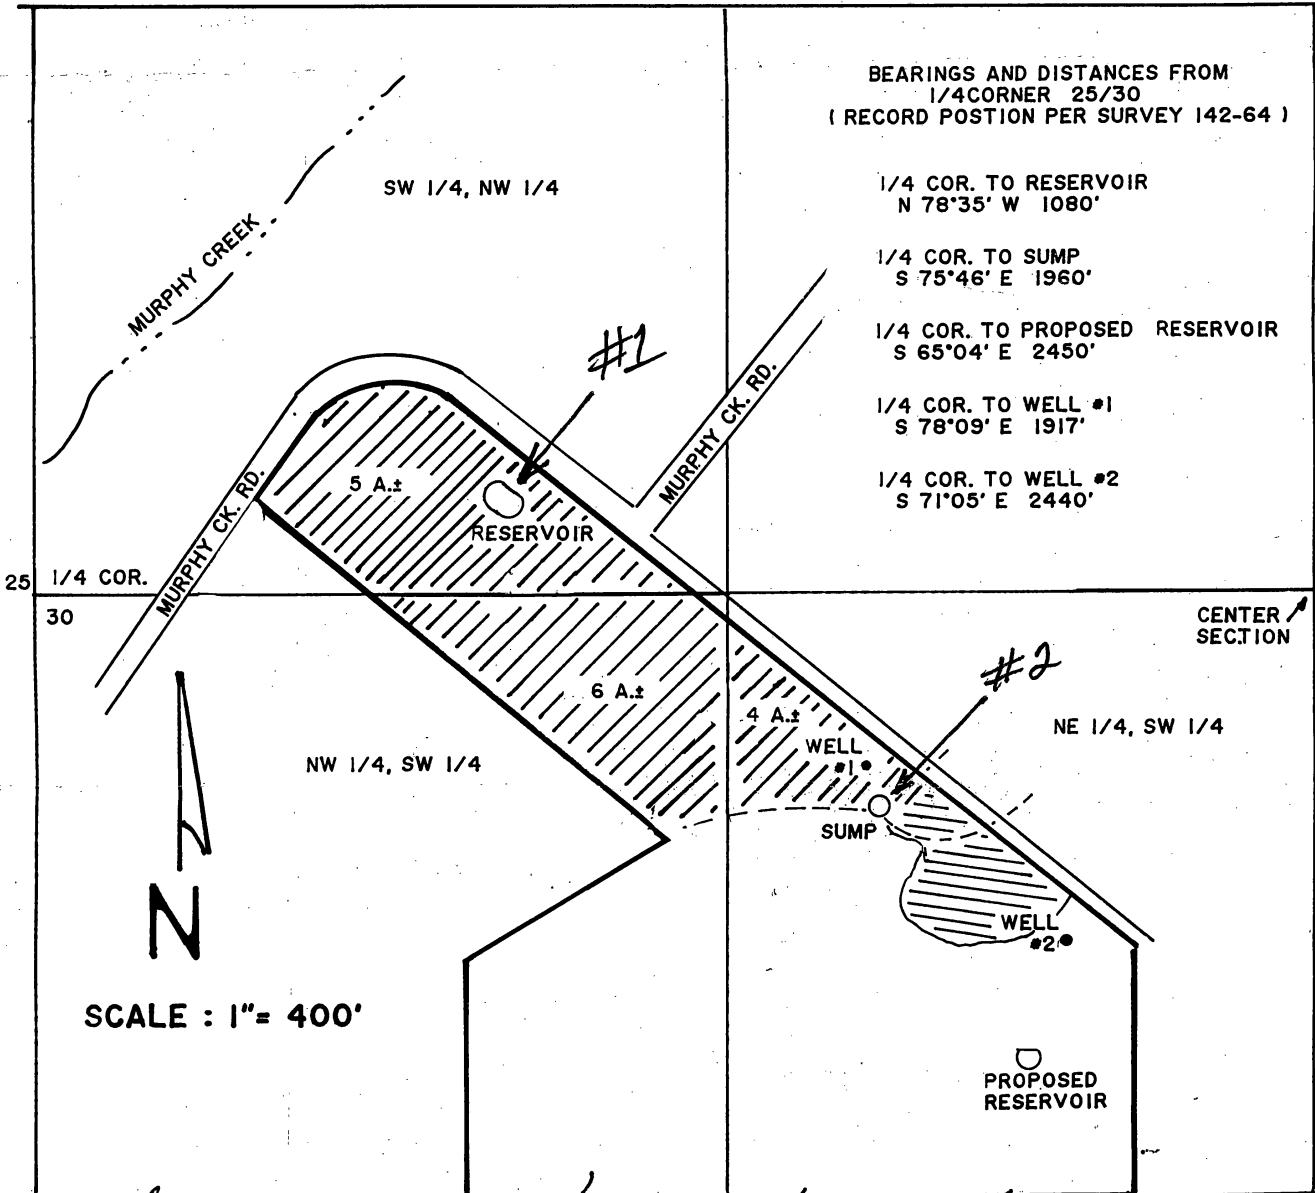 BEARINGS AND DISTANCES FROM
1/4CORNER 25/30
( RECORD POSTION PER SURVEY 142-64 )
SW 1/4, NW 1/4
1/4 COR. TO RESERVOIR
N 78°35' W 1080'
MURPHY CREEK
1/4 COR. TO SUMP
S 75°46' E 1960'
1/4 COR. TO PROPOSED RESERVOIR
S 65°04' E 2450'
#1
MURPHY CK. RD.
1/4 COR. TO WELL #1
S 78°09' E 1917'
1/4 COR. TO WELL #2
S 71°05' E 2440'
5 A.±
RESERVOIR
MURPHY CK. RD.
25
1/4 COR.
30
CENTER
SECTION
#2
6 A.±
4 A.±
NE 1/4, SW 1/4
NW 1/4, SW 1/4
WELL
#1
SUMP
WELL
#2
N
SCALE : 1"= 400'
PROPOSED
RESERVOIR